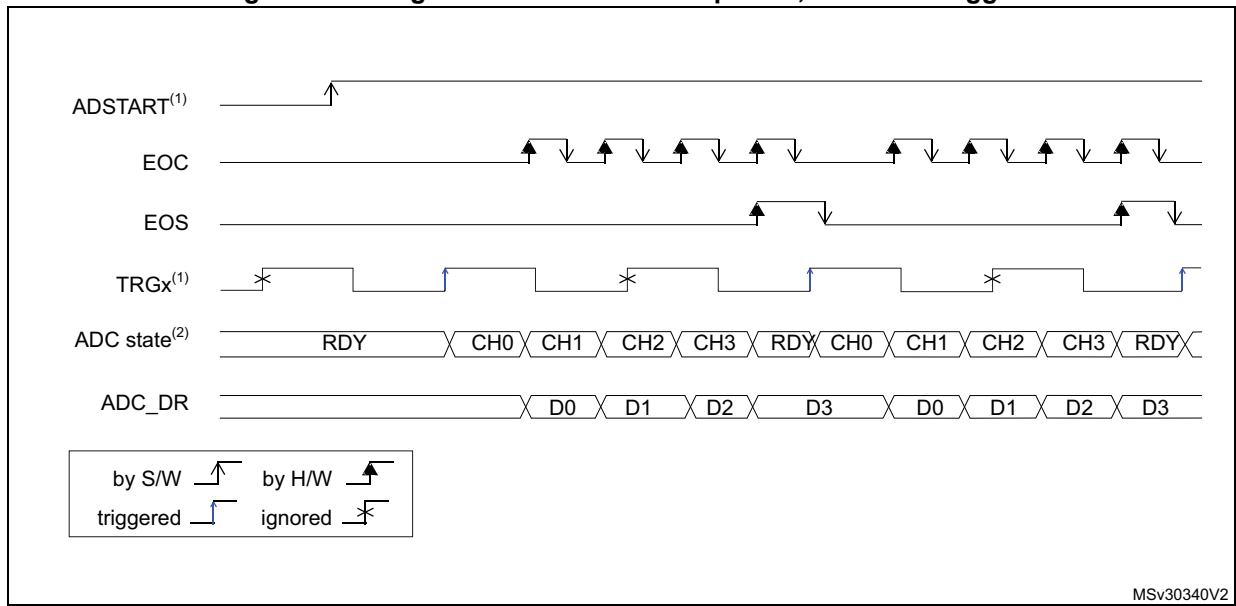 ADSTART(1)
EOC
EOS
TRGx(1)
ADC state(2) RDY CH0 CH1 CH2 CH3 RDY CH0 CH1 CH2 CH3 RDY
ADC_DR D0 D1 D2 D3 D0 D1 D2 D3
by S/W by H/W
triggered ignored
MSv30340V2